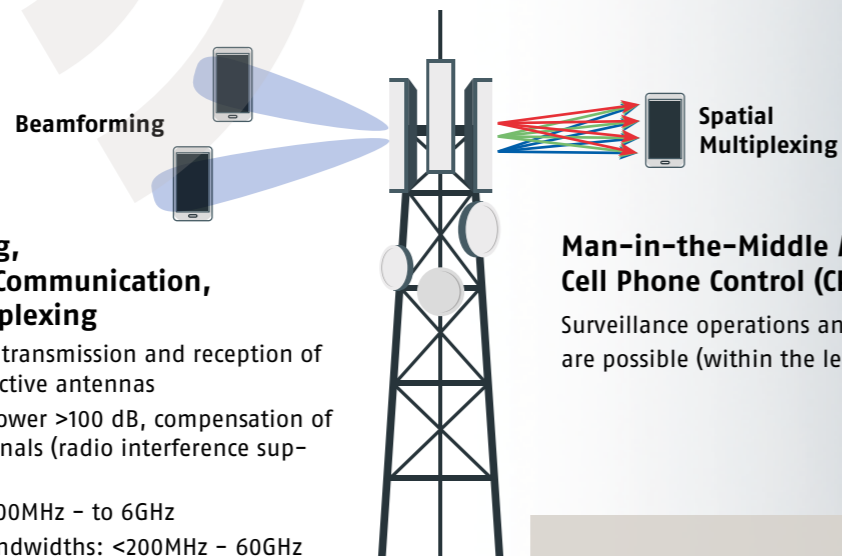 Beamforming
Spatial
Multiplexing
g,
Communication,
plexing
transmission and reception of
ctive antennas
ower >100 dB, compensation of
nals (radio interference sup-
00MHz - to 6GHz
ndwidths: <200MHz - 60GHz
Man-in-the-Middle
Cell Phone Control (C
Surveillance operations an
are possible (within the le